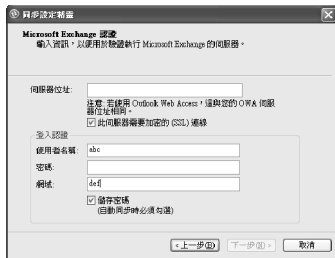 同步設定精靈
Microsoft Exchange 認證
輸入資訊，以便用於驗證執行 Microsoft Exchange 的伺服器。
伺服器位址:
注意: 若使用 Outlook Web Access，這與您的 OWA 伺服
器位址相同。
此伺服器需要加密的 (SSL) 連線
登入認證
使用者名稱: abc
密碼:
網域: def
儲存密碼
(自動同步時必須勾選)
<上一步(B) 下一步(N)> 取消